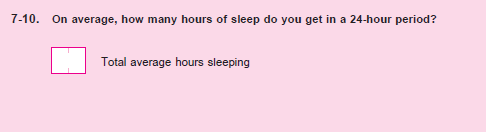 7-10. On average, how many hours of sleep do you get in a 24-hour period?
Total average hours sleeping